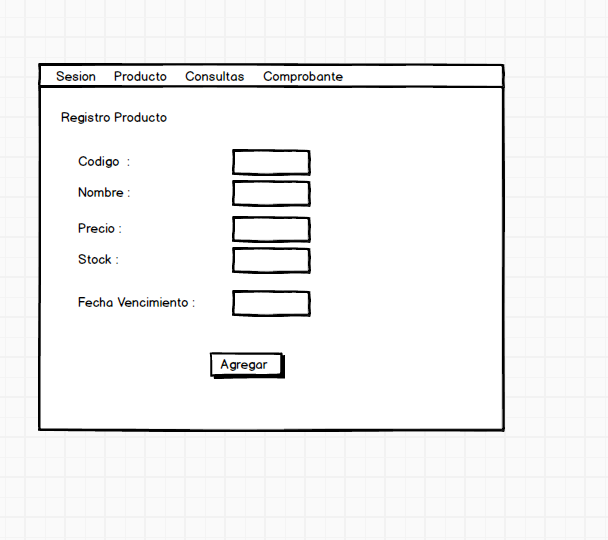 Sesion Producto Consultas Comprobante
Registro Producto
Codigo :
Nombre :
Precio :
Stock :
Fecha Vencimiento :
Agregar